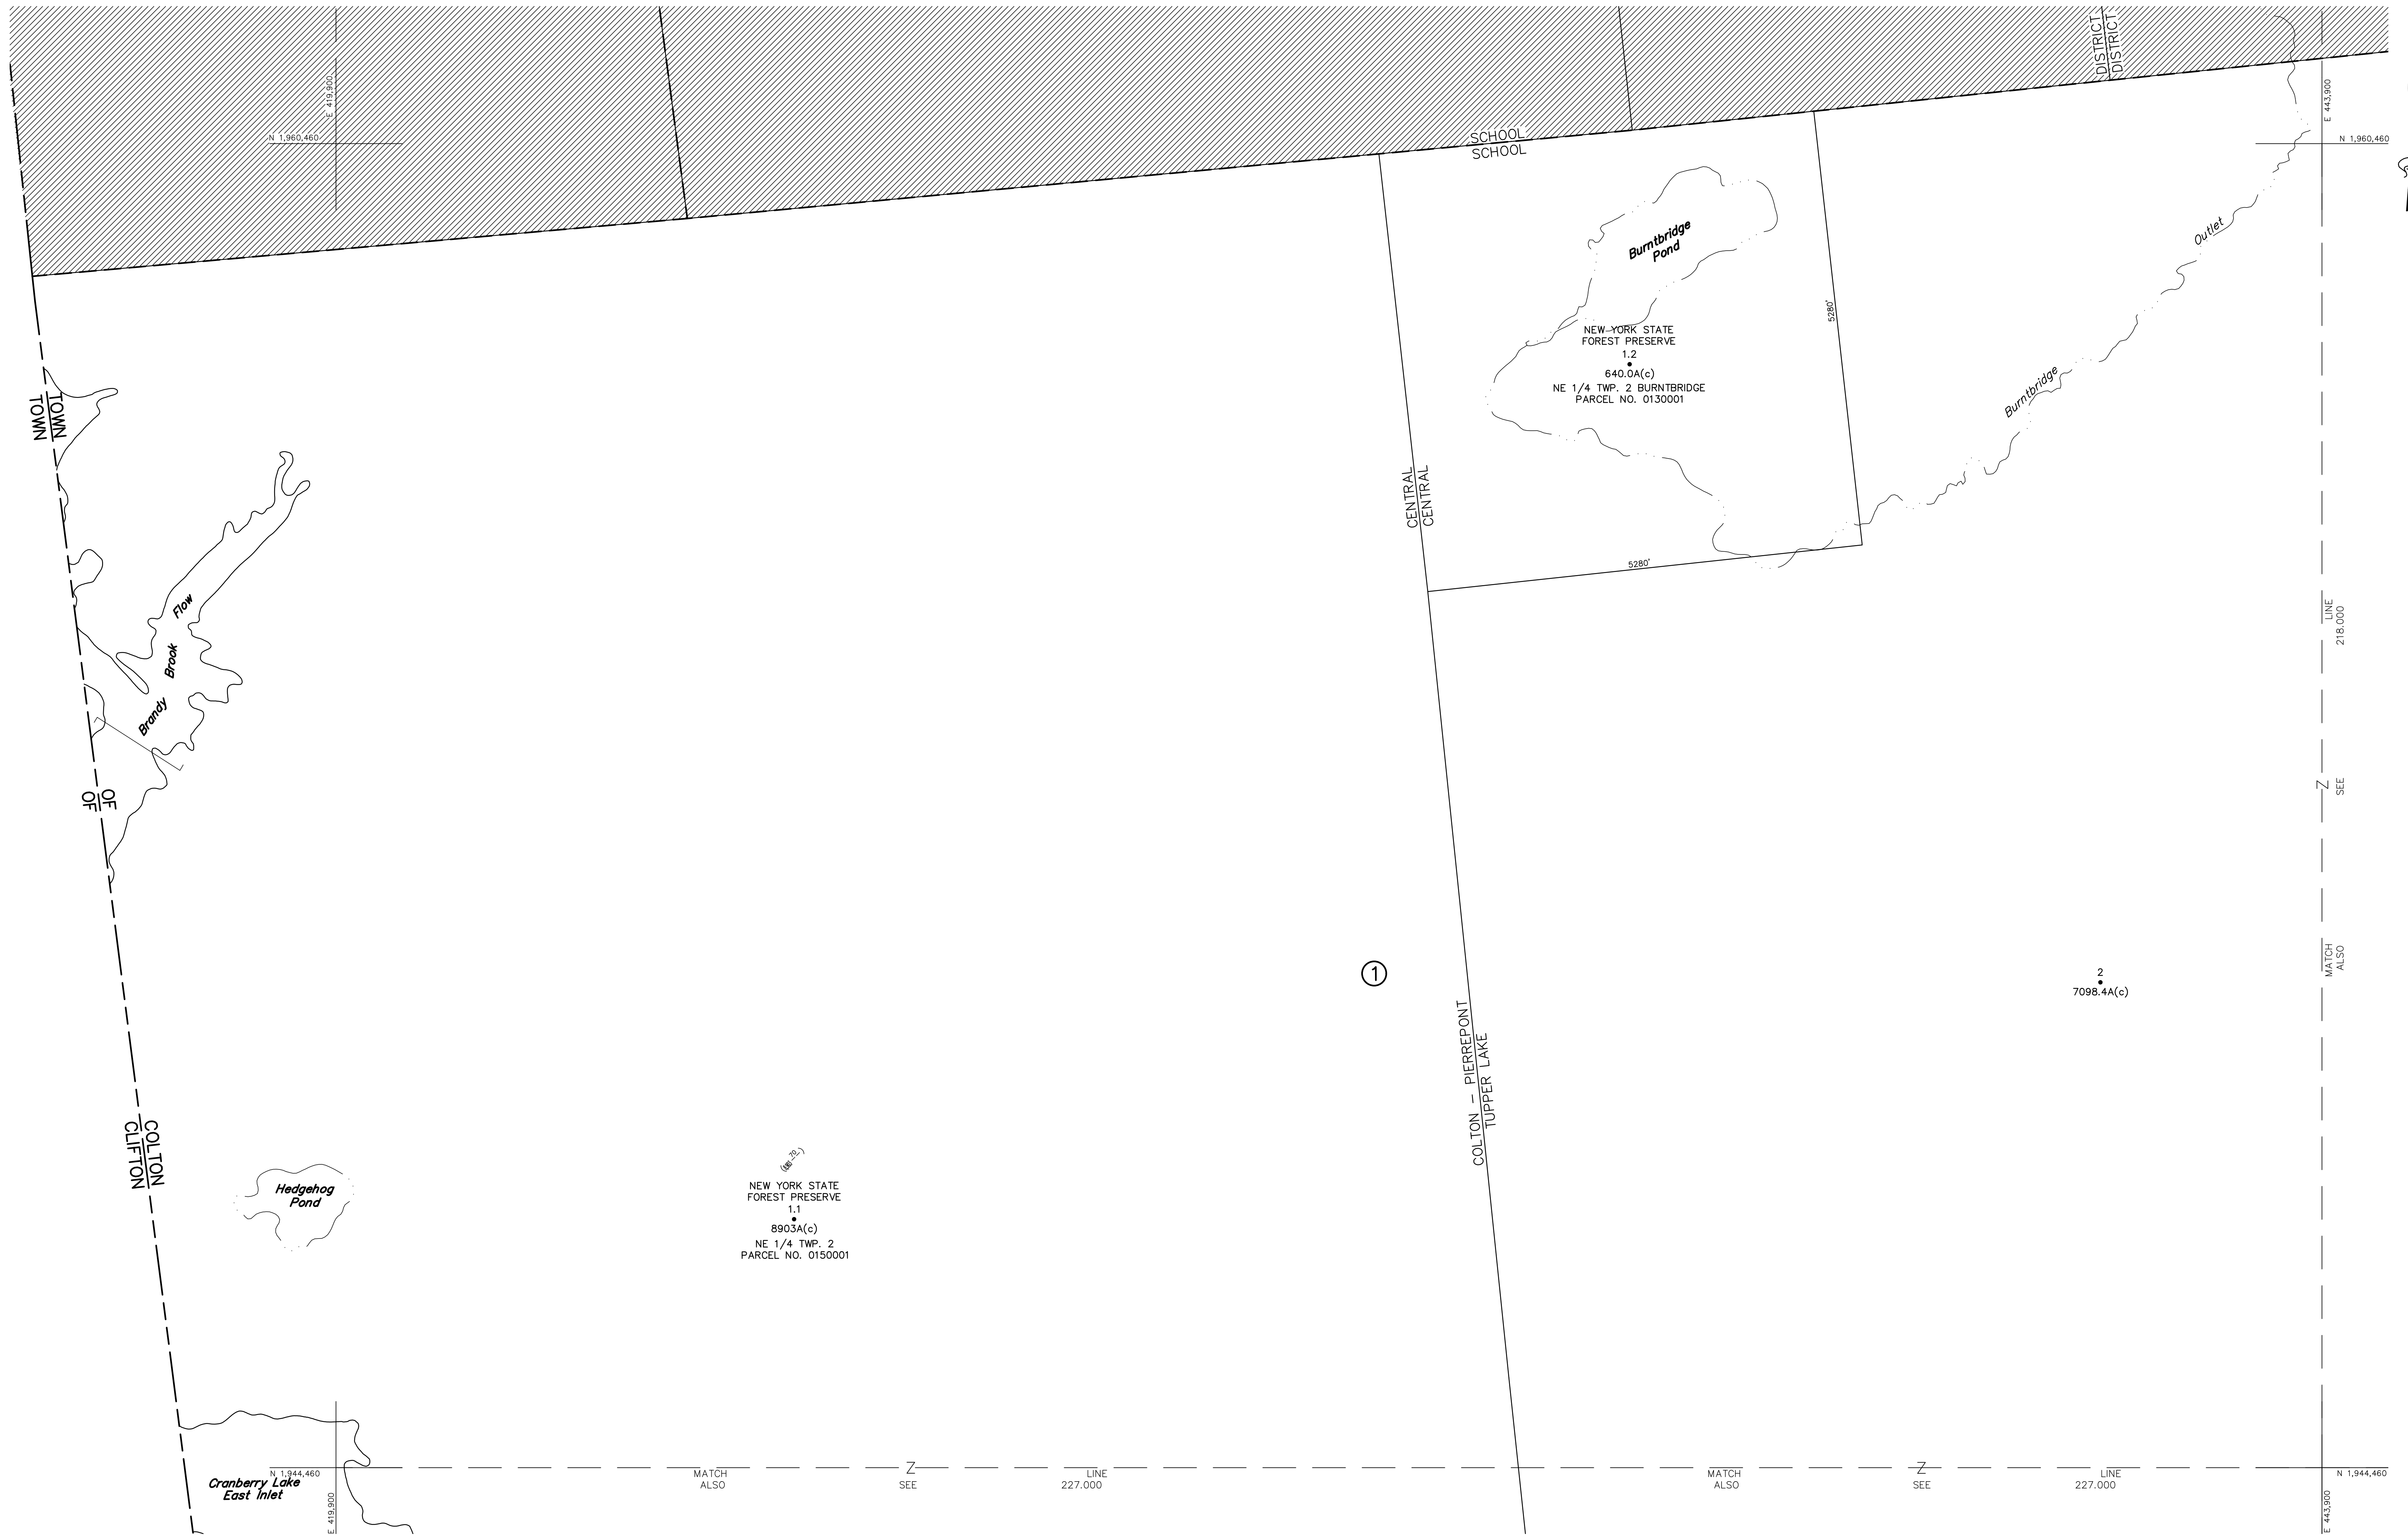 DISTRICT
DISTRICT
E 419,900
N 1,960,460
E 443,900
N 1,960,460
SCHOOL
SCHOOL
Burntbridge
Pond
Outlet
5280'
NEW YORK STATE
FOREST PRESERVE
1.2
640.0A(c)
NE 1/4 TWP. 2 BURNTBRIDGE
PARCEL NO. 0130001
Burntbridge
TOWN
TOWN
CENTRAL
CENTRAL
5280'
Brandy Brook Flow
LINE
218.000
OF
OF
SEE
Z
1
MATCH
ALSO
2
7098.4A(c)
COLTON - PIERREPONT
TUPPER LAKE
COLTON
CLIFTON
Hedgehog
Pond
NEW YORK STATE
FOREST PRESERVE
1.1
8903A(c)
NE 1/4 TWP. 2
PARCEL NO. 0150001
N 1,944,460
Cranberry Lake
East Inlet
E 419,900
MATCH Z LINE
ALSO SEE 227.000
MATCH Z LINE
ALSO SEE 227.000
N 1,944,460
E 443,900